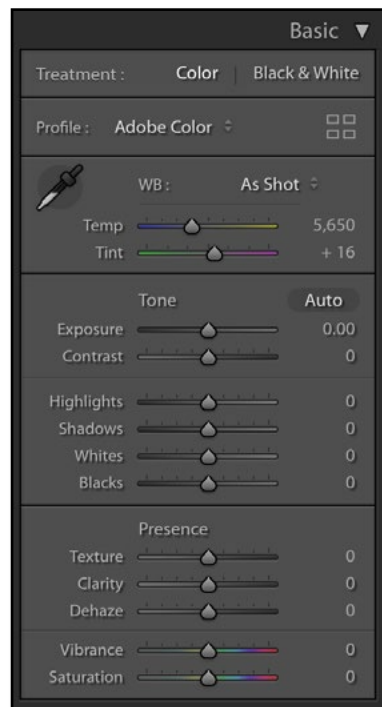 Basic ▼
Treatment : Color | Black & White
Profile : Adobe Color
WB : As Shot
Temp 5,650
Tint + 16
Tone Auto
Exposure 0.00
Contrast 0
Highlights 0
Shadows 0
Whites 0
Blacks 0
Presence
Texture 0
Clarity 0
Dehaze 0
Vibrance 0
Saturation 0